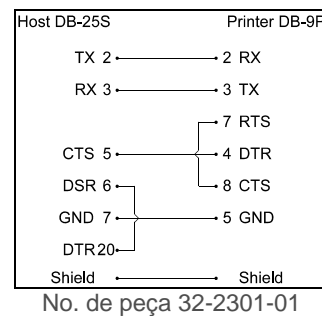 Host DB-25S Printer DB-9P
TX 2 2 RX
RX 3 3 TX
7 RTS
CTS 5 4 DTR
DSR 6 8 CTS
GND 7 5 GND
DTR20
Shield Shield
No. de peça 32-2301-01